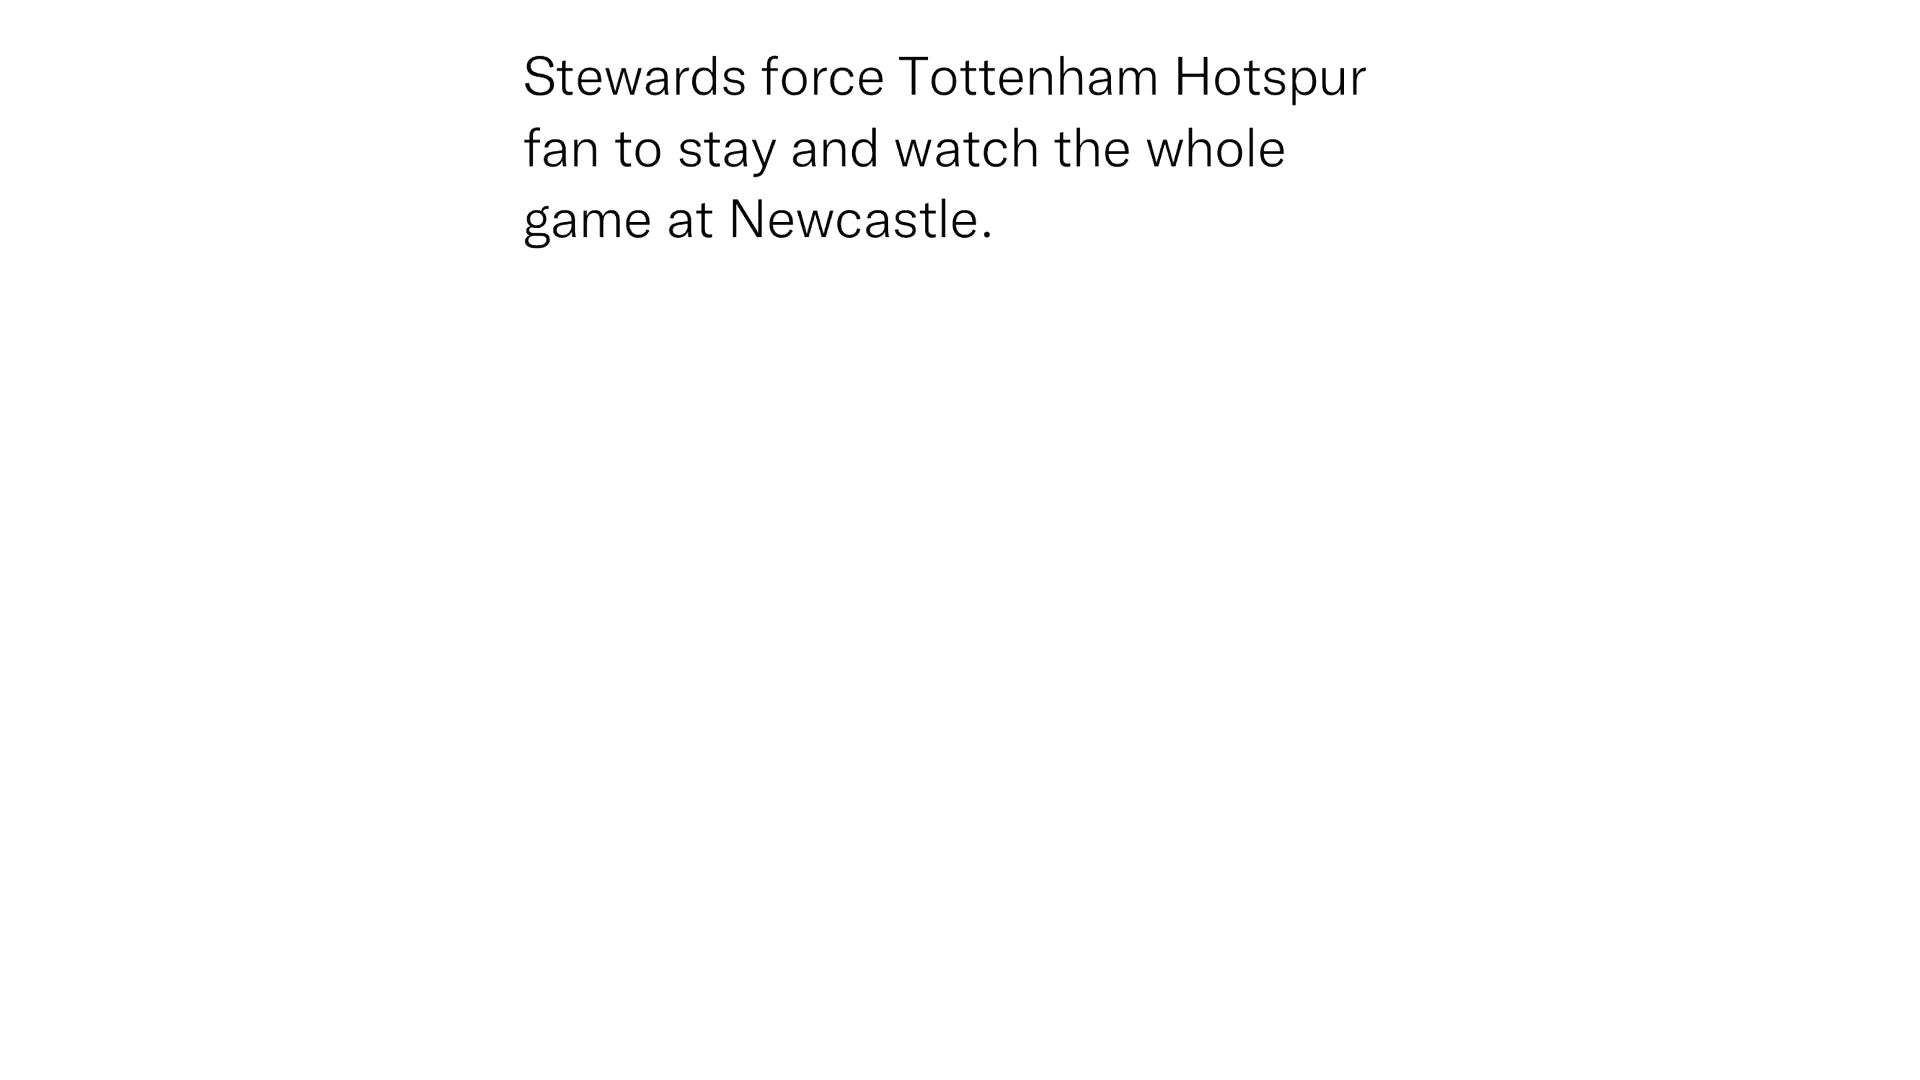 Stewards force Tottenham Hotspur
fan to stay and watch the whole
game at Newcastle.